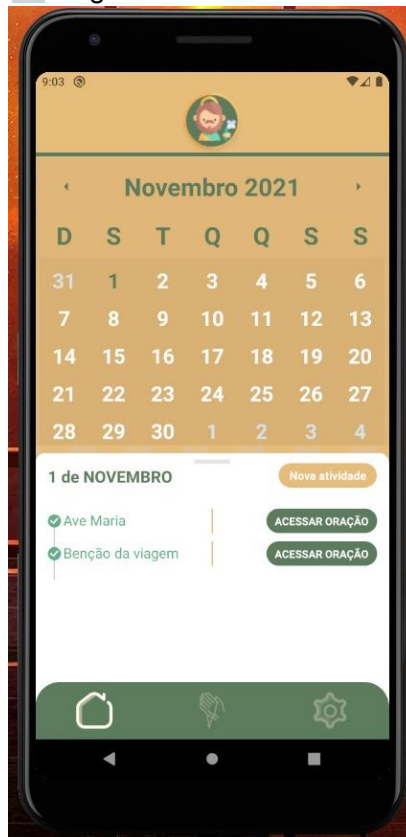 9:03
Novembro 2021
D S T Q Q S S
31 1 2 3 4 5 6
7 8 9 10 11 12 13
14 15 16 17 18 19 20
21 22 23 24 25 26 27
28 29 30 1 2 3 4
1 de NOVEMBRO Nova atividade
Ave Maria ACESSAR ORAÇÃO
Benção da viagem ACESSAR ORAÇÃO